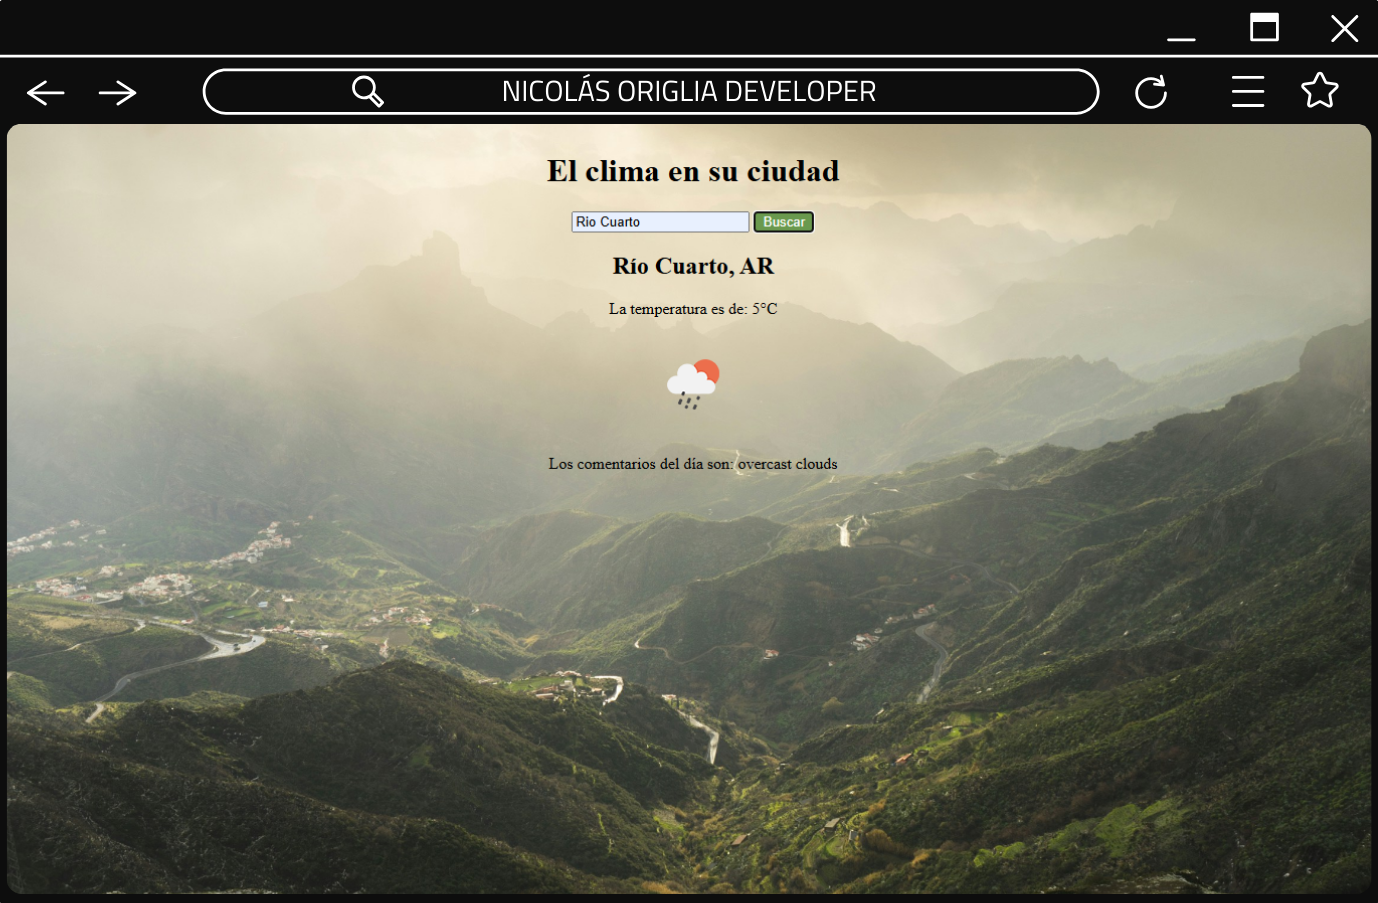 NICOLÁS ORIGLIA DEVELOPER
El clima en su ciudad
Rio Cuarto Buscar
Río Cuarto, AR
La temperatura es de: 5°C
Los comentarios del día son: overcast clouds